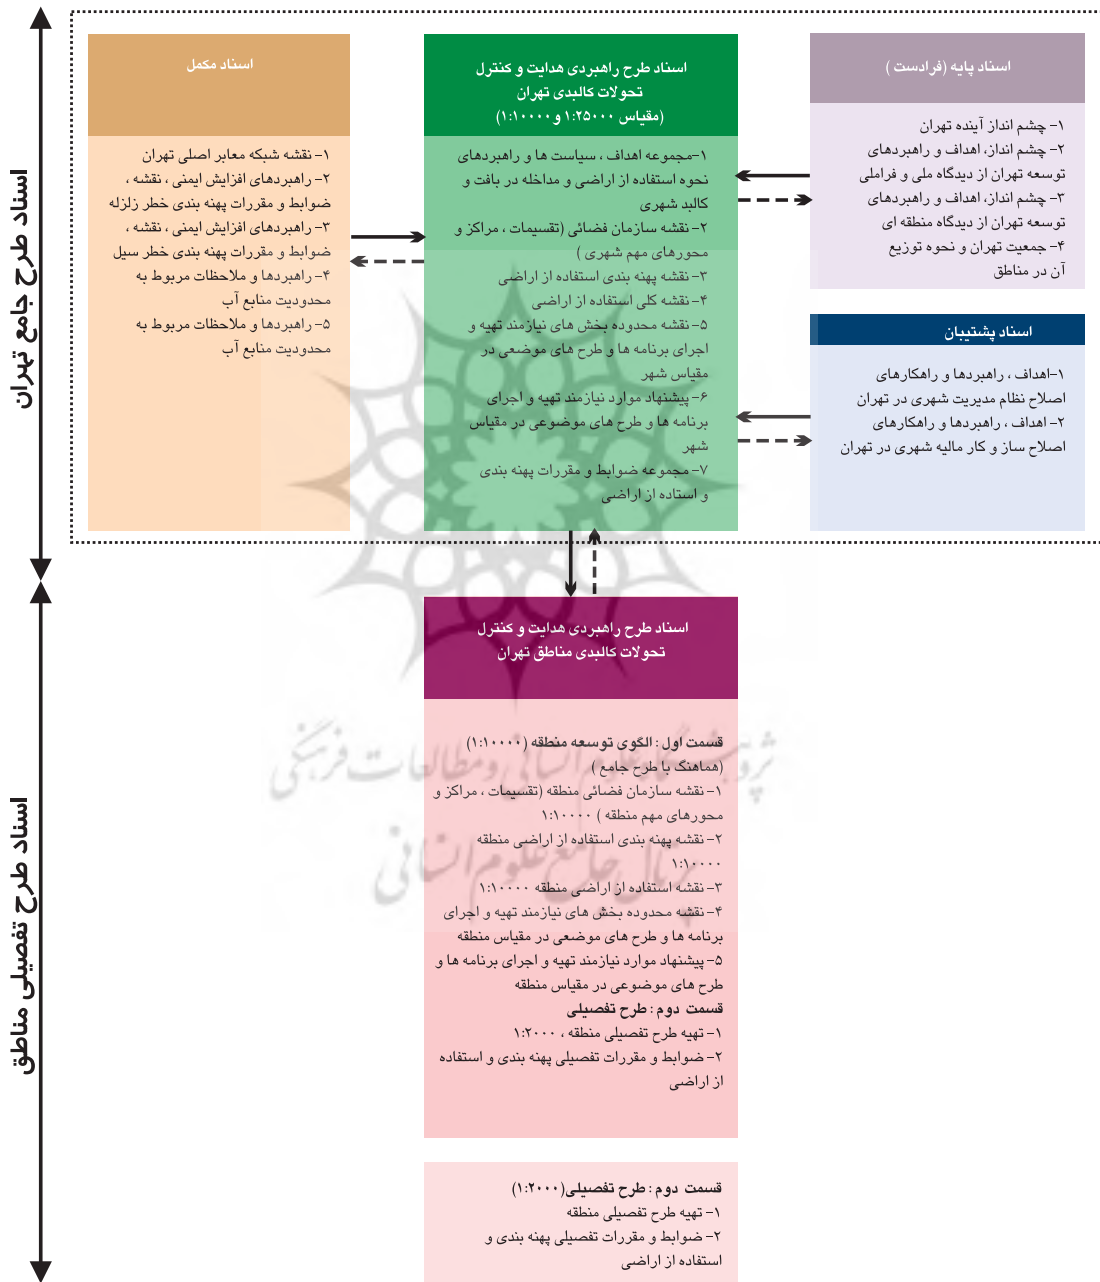 اسناد طرح جامع تهران
اسناد پایه (فرادست )
۱- چشم انداز آینده تهران
۲- چشم انداز، اهداف و راهبردهای
توسعه تهران از دیدگاه ملی و فراملی
۳- چشم انداز، اهداف و راهبردهای
توسعه تهران از دیدگاه منطقه ای
۴- جمعیت تهران و نحوه توزیع
آن در مناطق
اسناد پشتیبان
۱-اهداف ، راهبردها و راهکارهای
اصلاح نظام مدیریت شهری در تهران
۲- اهداف ، راهبردها و راهکارهای
اصلاح ساز و کار مالیه شهری در تهران
اسناد طرح راهبردی هدایت و کنترل
تحولات کالبدی تهران
(مقیاس ۱:۲۵۰۰۰ و ۱:۱۰۰۰۰)
۱-مجموعه اهداف ، سیاست ها و راهبردهای
نحوه استفاده از اراضی و مداخله در بافت و
کالبد شهری
۲- نقشه سازمان فضائی (تقسیمات ، مراکز و
محورهای مهم شهری )
۳- نقشه پهنه بندی استفاده از اراضی
۴- نقشه کلی استفاده از اراضی
۵- نقشه محدوده بخش های نیازمند تهیه و
اجرای برنامه ها و طرح های موضعی در
مقیاس شهر
۶- پیشنهاد موارد نیازمند تهیه و اجرای
برنامه ها و طرح های موضوعی در مقیاس
شهر
۷- مجموعه ضوابط و مقررات پهنه بندی
و استاده از اراضی
اسناد مکمل
۱- نقشه شبکه معابر اصلی تهران
۲- راهبردهای افزایش ایمنی ، نقشه ،
ضوابط و مقررات پهنه بندی خطر زلزله
۳- راهبردهای افزایش ایمنی ، نقشه ،
ضوابط و مقررات پهنه بندی خطر سیل
۴- راهبردها و ملاحظات مربوط به
محدودیت منابع آب
۵- راهبردها و ملاحظات مربوط به
محدودیت منابع آب
اسناد طرح تفصیلی مناطق
اسناد طرح راهبردی هدایت و کنترل
تحولات کالبدی مناطق تهران
قسمت اول : الگوی توسعه منطقه (۱:۱۰۰۰۰)
(هماهنگ با طرح جامع )
۱- نقشه سازمان فضائی منطقه (تقسیمات ، مراکز و
محورهای مهم منطقه ) ۱:۱۰۰۰۰
۲- نقشه پهنه بندی استفاده از اراضی منطقه
۱:۱۰۰۰۰
۳- نقشه استفاده از اراضی منطقه ۱:۱۰۰۰۰
۴- نقشه محدوده بخش های نیازمند تهیه و اجرای
برنامه ها و طرح های موضعی در مقیاس منطقه
۵- پیشنهاد موارد نیازمند تهیه و اجرای برنامه ها و
طرح های موضوعی در مقیاس منطقه
قسمت دوم : طرح تفصیلی
۱- تهیه طرح تفصیلی منطقه ، ۱:۲۰۰۰
۲- ضوابط و مقررات تفصیلی پهنه بندی و استفاده
از اراضی
قسمت دوم : طرح تفصیلی(۱:۲۰۰۰)
۱- تهیه طرح تفصیلی منطقه
۲- ضوابط و مقررات تفصیلی پهنه بندی و
استفاده از اراضی
پژوهشگاه علوم انسانی و مطالعات فرهنگی
پرتال جامع علوم انسانی